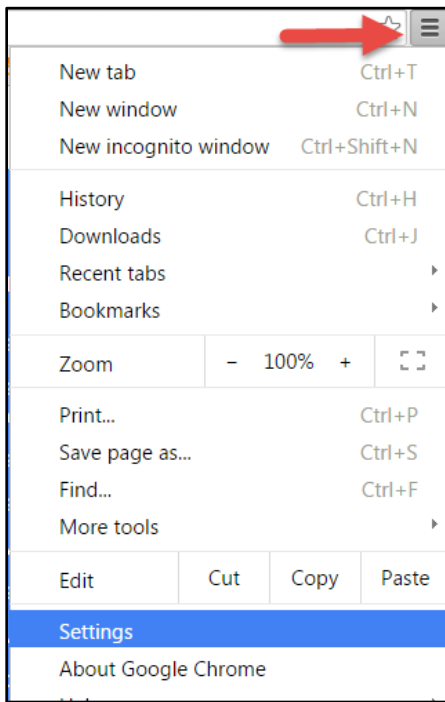 New tab Ctrl+T
New window Ctrl+N
New incognito window Ctrl+Shift+N
History Ctrl+H
Downloads Ctrl+J
Recent tabs
Bookmarks
Zoom − 100% +
Print... Ctrl+P
Save page as... Ctrl+S
Find... Ctrl+F
More tools
Edit Cut Copy Paste
Settings
About Google Chrome